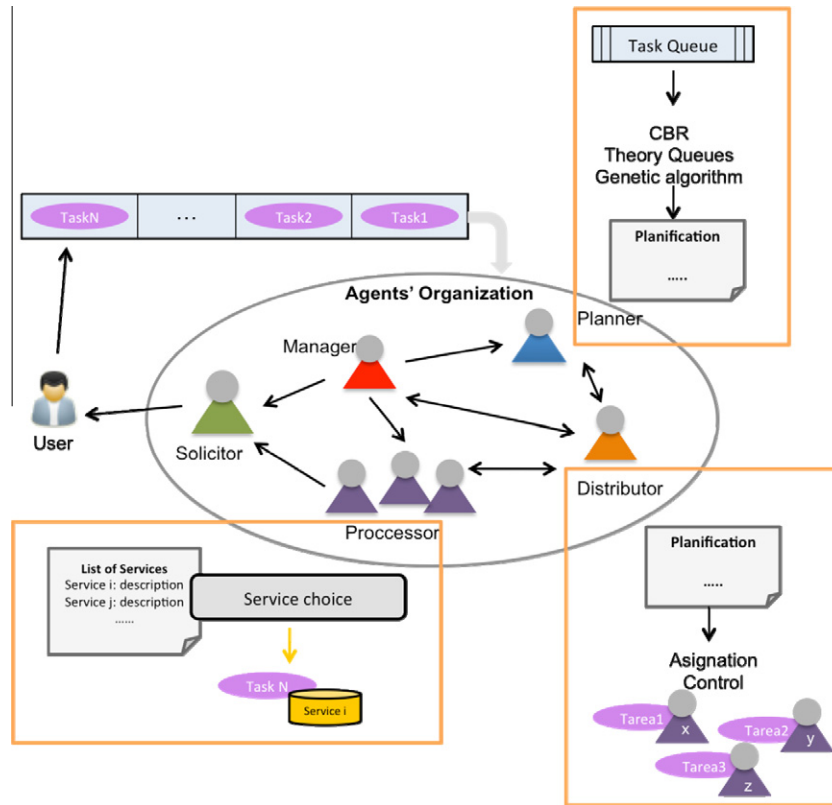 Task Queue
CBR
Theory Queues
Genetic algorithm
Planification
.....
TaskN
...
Task2
Task1
Agents' Organization
Planner
Manager
User
Solicitor
Distributor
Proccessor
List of Services
Service i: description
Service j: description
......
Service choice
Task N
Service i
Planification
.....
Asignation
Control
Tarea1
x
Tarea2
y
Tarea3
z